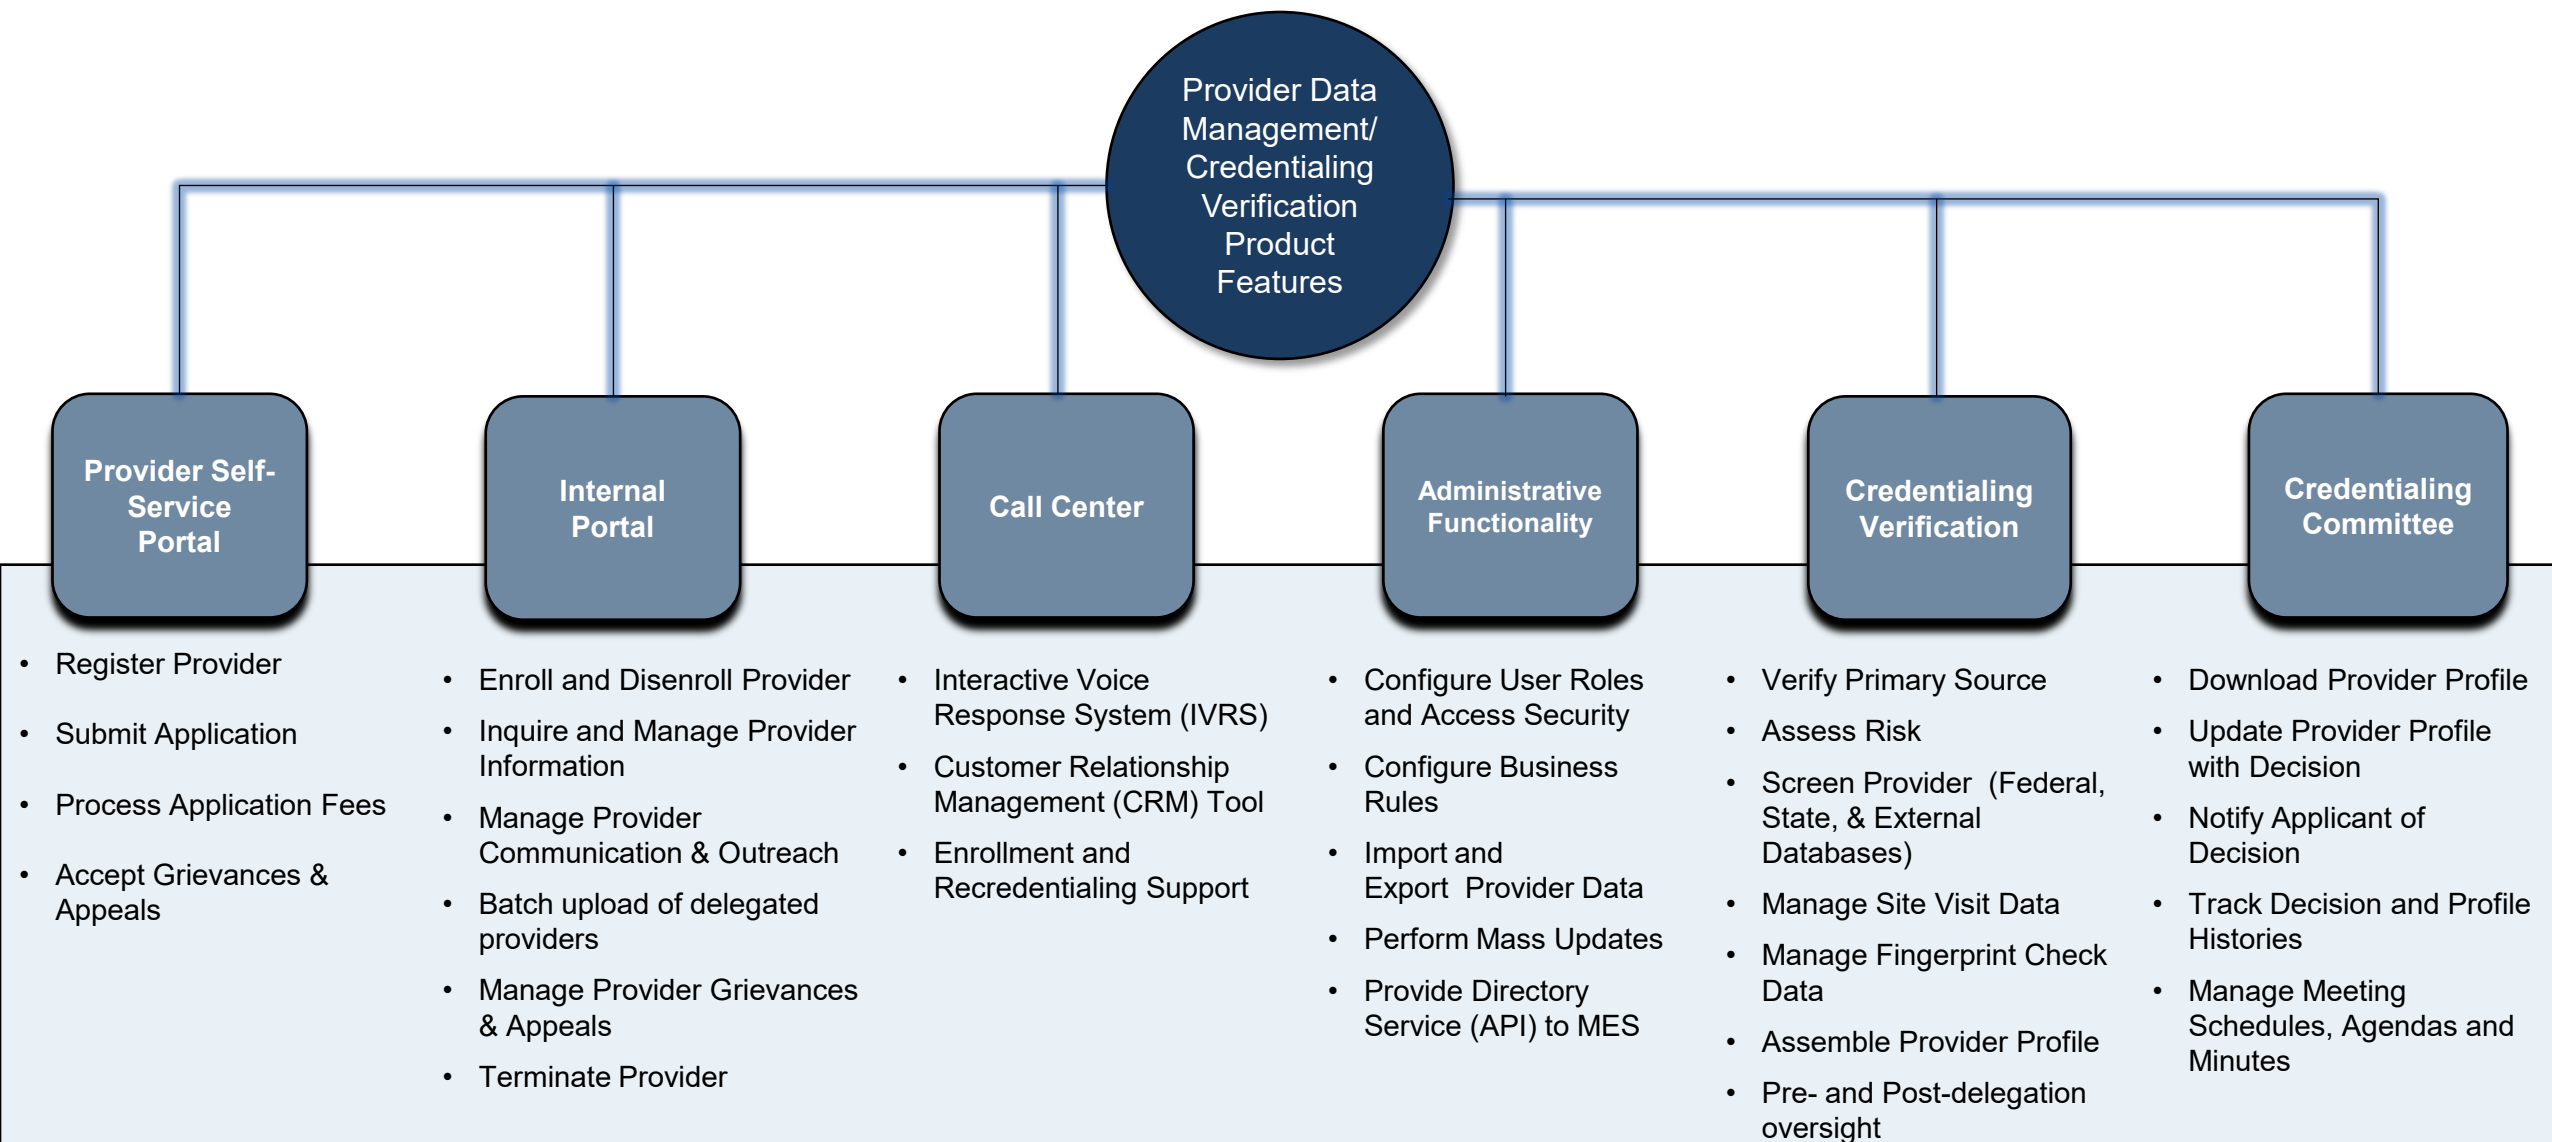 Provider Data
Management/
Credentialing
Verification
Product
Features
Provider Self-
Service
Portal
Internal
Portal
Call Center
Administrative
Functionality
Credentialing
Verification
Credentialing
Committee
• Register Provider
• Submit Application
• Process Application Fees
• Accept Grievances &
Appeals
• Enroll and Disenroll Provider
• Inquire and Manage Provider
Information
• Manage Provider
Communication & Outreach
• Batch upload of delegated
providers
• Manage Provider Grievances
& Appeals
• Terminate Provider
• Interactive Voice
Response System (IVRS)
• Customer Relationship
Management (CRM) Tool
• Enrollment and
Recredentialing Support
• Configure User Roles
and Access Security
• Configure Business
Rules
• Import and
Export  Provider Data
• Perform Mass Updates
• Provide Directory
Service (API) to MES
• Verify Primary Source
• Assess Risk
• Screen Provider  (Federal,
State, & External
Databases)
• Manage Site Visit Data
• Manage Fingerprint Check
Data
• Assemble Provider Profile
• Pre- and Post-delegation
oversight
• Download Provider Profile
• Update Provider Profile
with Decision
• Notify Applicant of
Decision
• Track Decision and Profile
Histories
• Manage Meeting
Schedules, Agendas and
Minutes